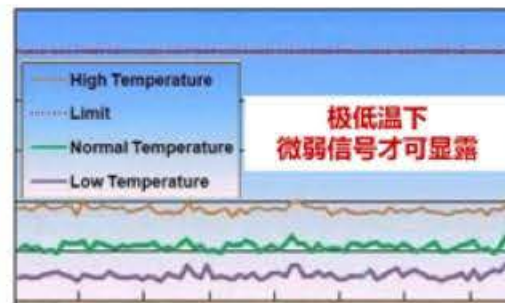 High Temperature
Limit
Normal Temperature
Low Temperature
极低温下
微弱信号才可显露